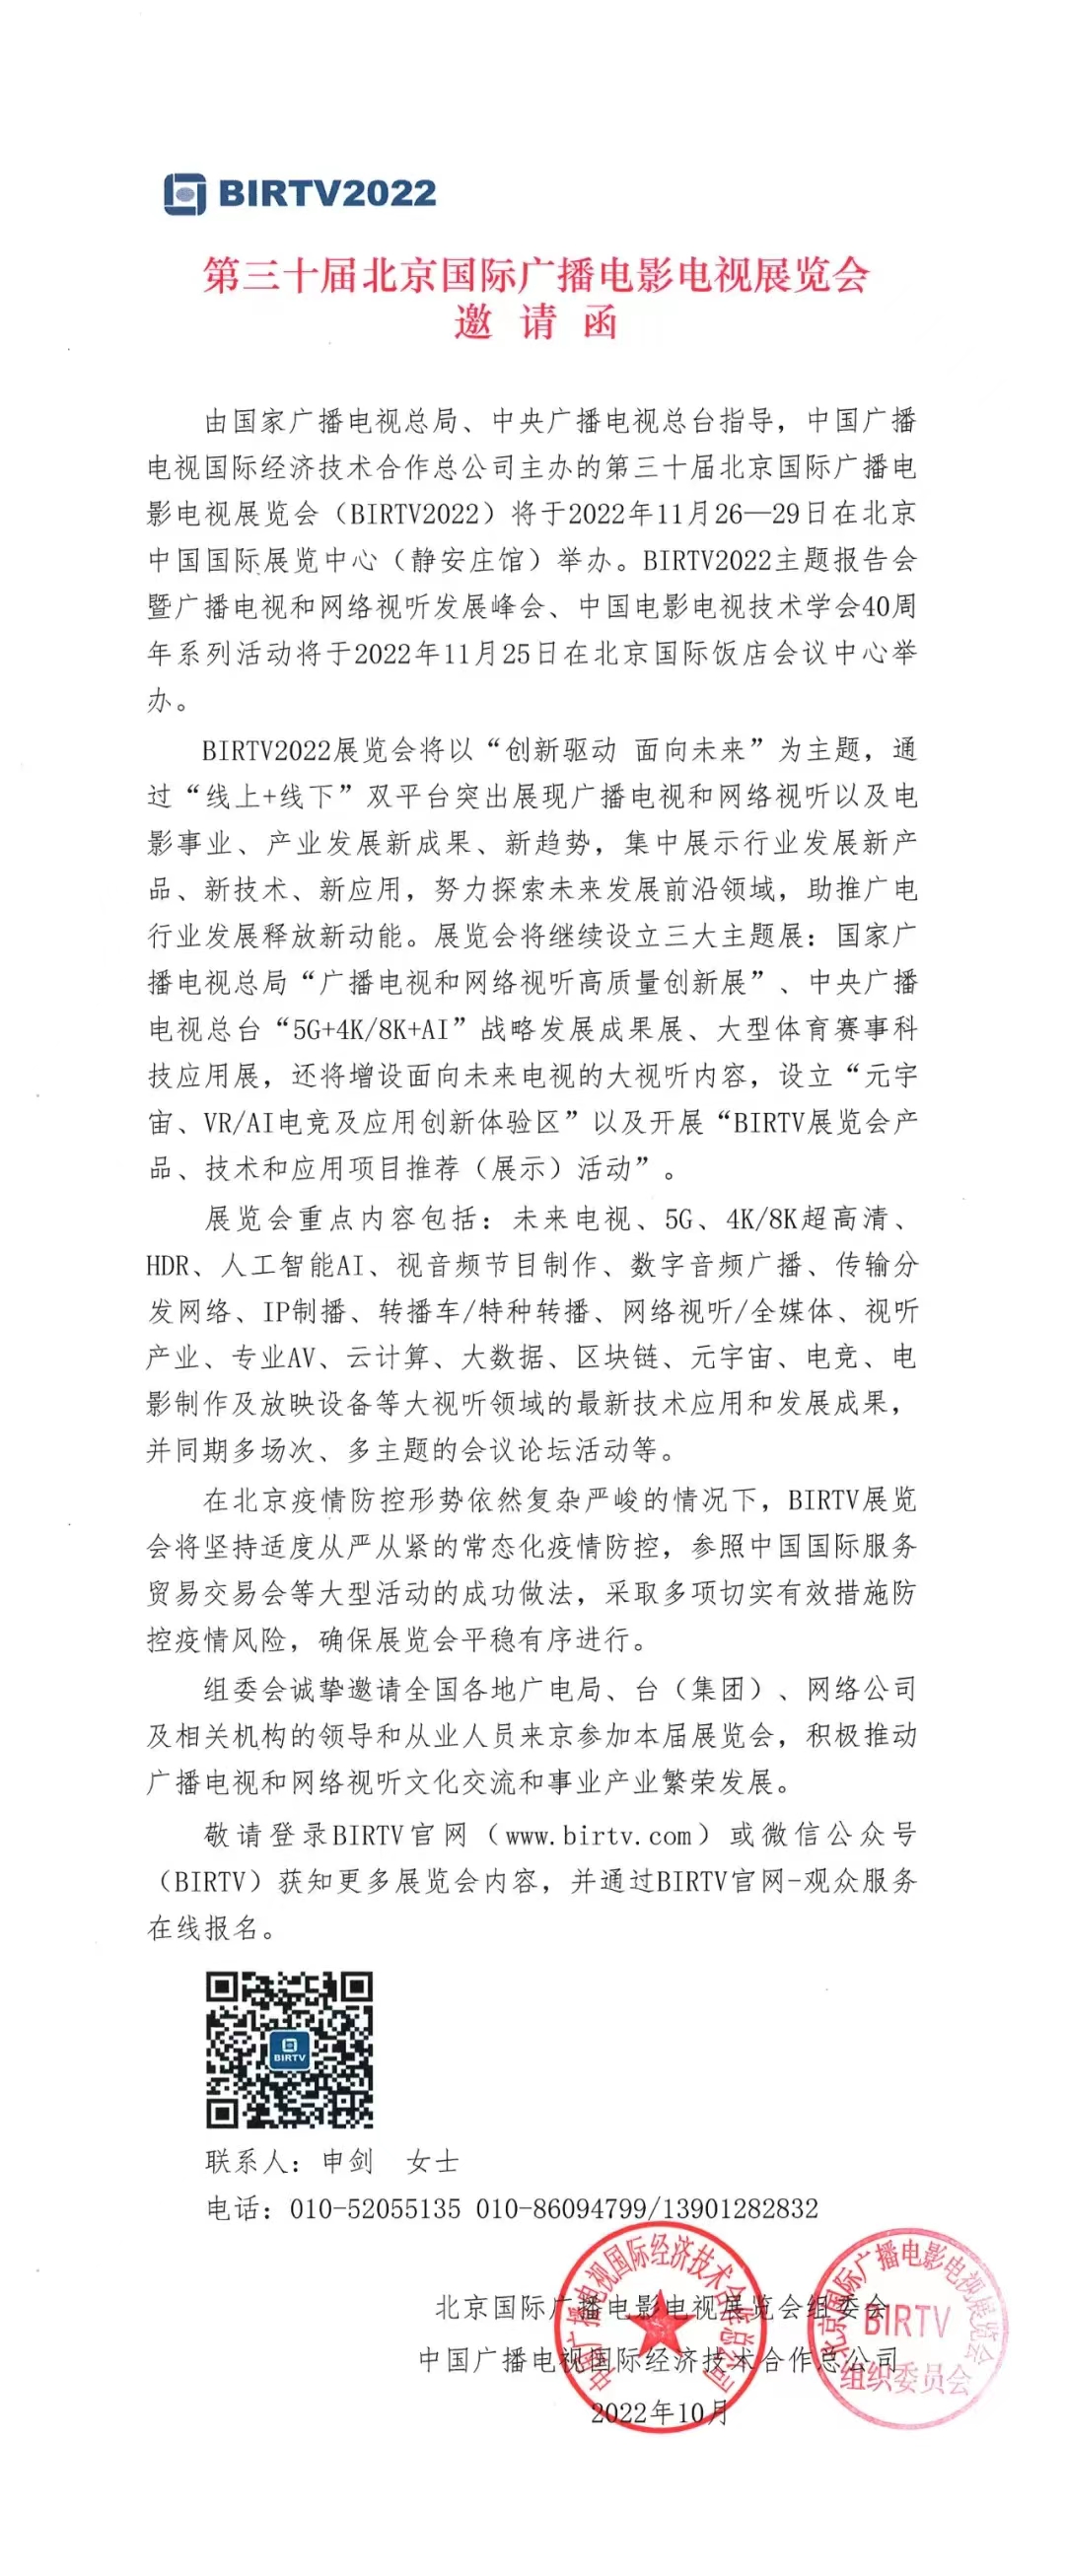 BIRTV2022
第三十届北京国际广播电影电视展览会
邀请函
由国家广播电视总局、中央广播电视总台指导，中国广播
电视国际经济技术合作总公司主办的第三十届北京国际广播电
影电视展览会（BIRTV2022）将于2022年11月26—29日在北京
中国国际展览中心（静安庄馆）举办。BIRTV2022主题报告会
暨广播电视和网络视听发展峰会、中国电影电视技术学会40周
年系列活动将于2022年11月25日在北京国际饭店会议中心举
办。
BIRTV2022展览会将以“创新驱动 面向未来”为主题，通
过“线上+线下”双平台突出展现广播电视和网络视听以及电
影事业、产业发展新成果、新趋势，集中展示行业发展新产
品、新技术、新应用，努力探索未来发展前沿领域，助推广电
行业发展释放新动能。展览会将继续设立三大主题展：国家广
播电视总局“广播电视和网络视听高质量创新展”、中央广播
电视总台“5G+4K/8K+AI”战略发展成果展、大型体育赛事科
技应用展，还将增设面向未来电视的大视听内容，设立“元宇
宙、VR/AI电竞及应用创新体验区”以及开展“BIRTV展览会产
品、技术和应用项目推荐（展示）活动”。
展览会重点内容包括：未来电视、5G、4K/8K超高清、
HDR、人工智能AI、视音频节目制作、数字音频广播、传输分
发网络、IP制播、转播车/特种转播、网络视听/全媒体、视听
产业、专业AV、云计算、大数据、区块链、元宇宙、电竞、电
影制作及放映设备等大视听领域的最新技术应用和发展成果，
并同期多场次、多主题的会议论坛活动等。
在北京疫情防控形势依然复杂严峻的情况下，BIRTV展览
会将坚持适度从严从紧的常态化疫情防控，参照中国国际服务
贸易交易会等大型活动的成功做法，采取多项切实有效措施防
控疫情风险，确保展览会平稳有序进行。
组委会诚挚邀请全国各地广电局、台（集团）、网络公司
及相关机构的领导和从业人员来京参加本届展览会，积极推动
广播电视和网络视听文化交流和事业产业繁荣发展。
敬请登录BIRTV官网（www.birtv.com）或微信公众号
（BIRTV）获知更多展览会内容，并通过BIRTV官网-观众服务
在线报名。
BIRTV
联系人：申剑 女士
电话：010-52055135 010-86094799/13901282832
北京国际广播电影电视展览会组委会
中国广播电视国际经济技术合作总公司
2022年10月
中国广播电视国际经济技术合作总公司
北京国际广播电影电视展览会
BIRTV
组织委员会